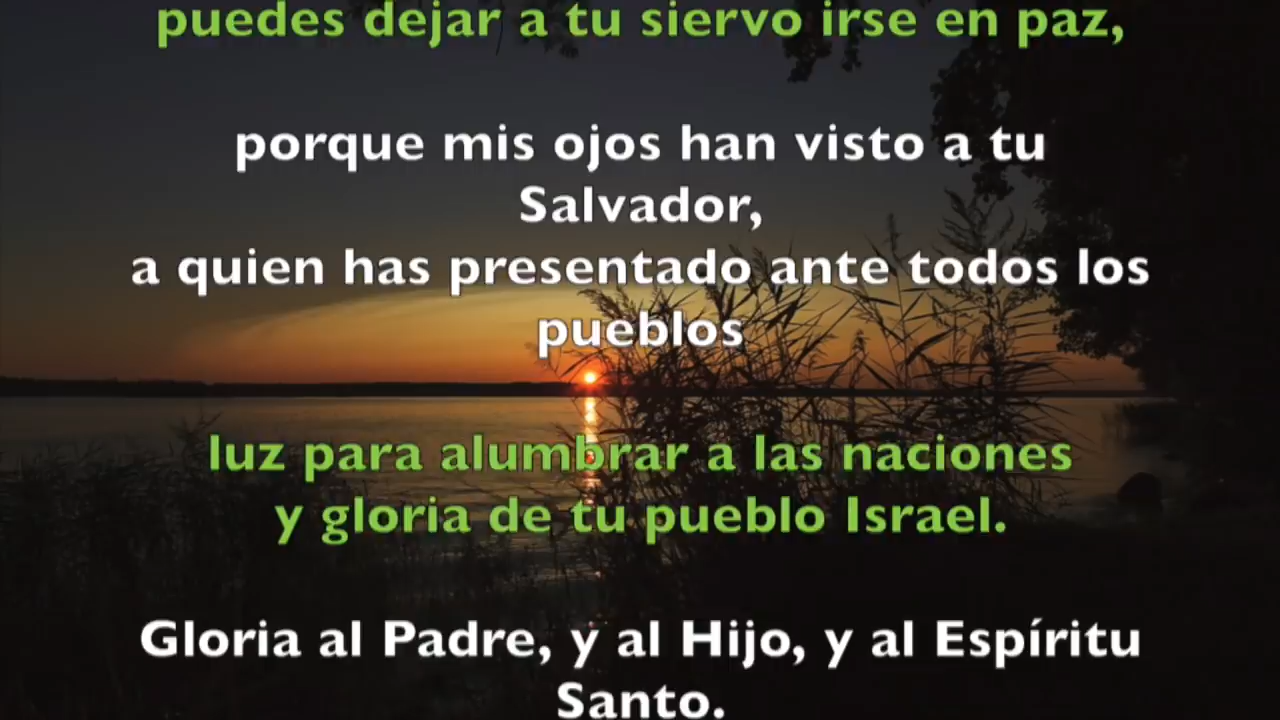 puedes dejar a tu siervo irse en paz,
porque mis ojos han visto a tu
Salvador,
a quien has presentado ante todos los
pueblos
luz para alumbrar a las naciones
y gloria de tu pueblo Israel.
Gloria al Padre, y al Hijo, y al Espíritu
Santo.